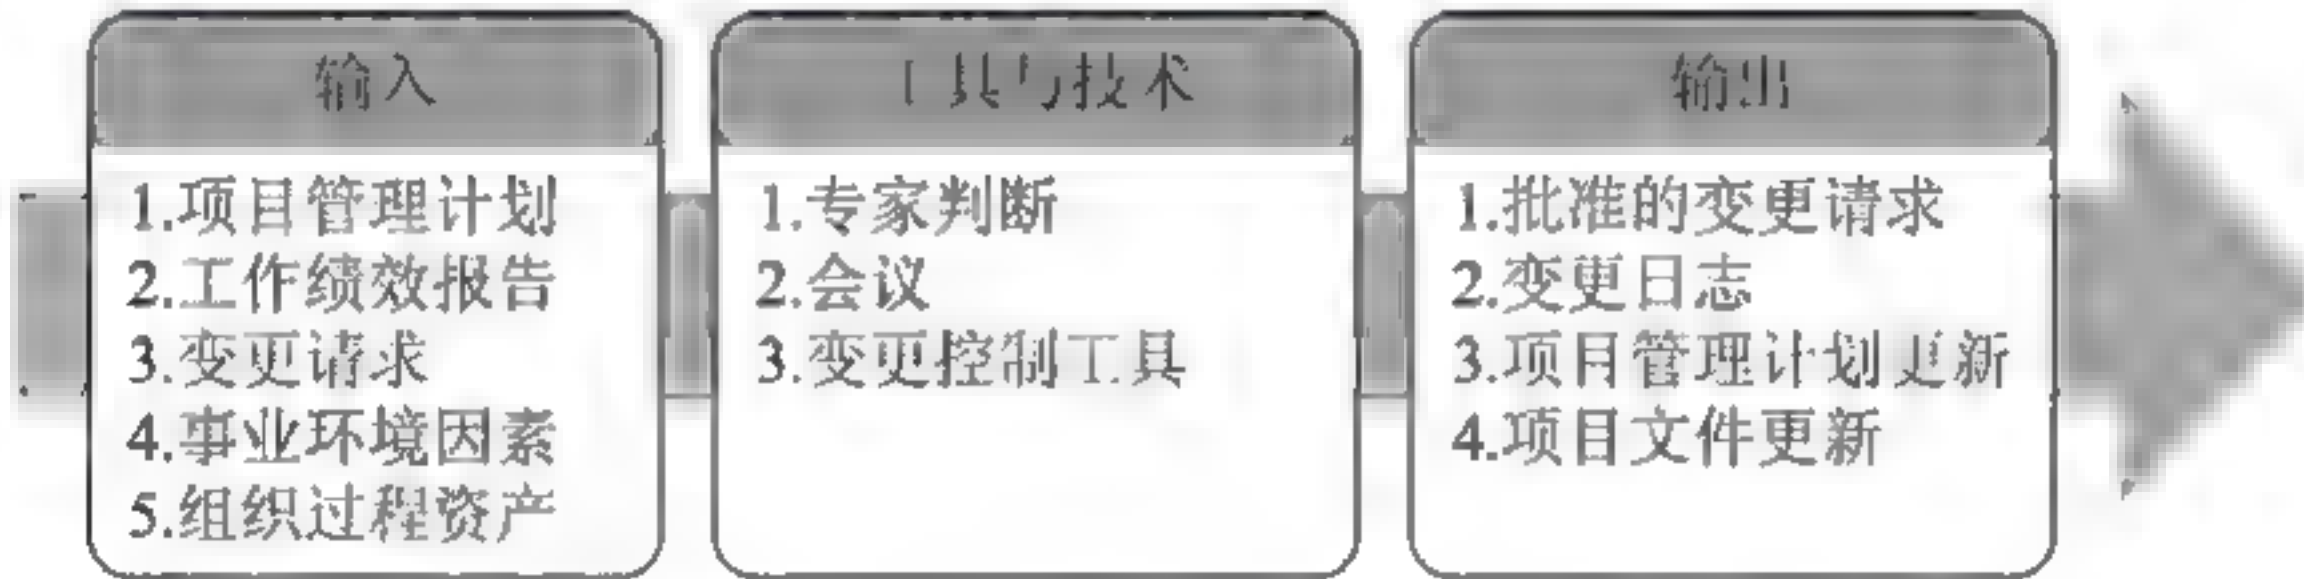 输入
1.项目管理计划
2.工作绩效报告
3.变更请求
4.事业环境因素
5.组织过程资产
工具与技术
1.专家判断
2.会议
3.变更控制工具
输出
1.批准的变更请求
2.变更日志
3.项目管理计划更新
4.项目文件更新